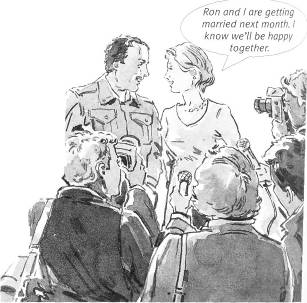 Ron and I are getting
married next month. I
know we'll be happy
together.